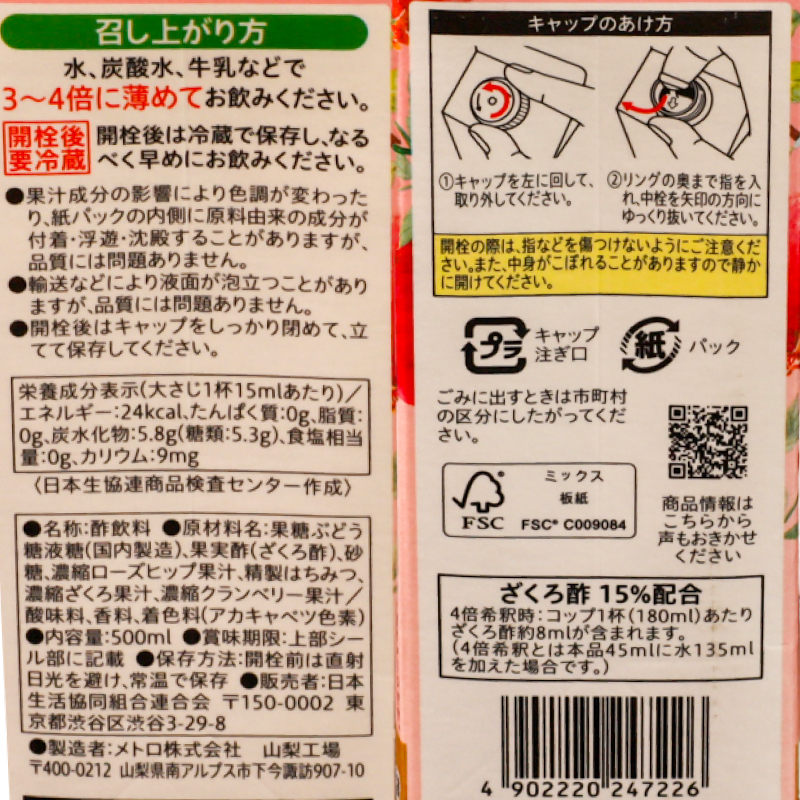 召し上がり方
水、炭酸水、牛乳などで
3〜4倍に薄めてお飲みください。
開栓後
要冷蔵
開栓後は冷蔵で保存し、なる
べく早めにお飲みください。
●果汁成分の影響により色調が変わった
り、紙パックの内側に原料由来の成分が
付着・浮遊・沈殿することがありますが、
品質には問題ありません。
●輸送などにより液面が泡立つことがあり
ますが、品質には問題ありません。
●開栓後はキャップをしっかり閉めて、立
てて保存してください。
栄養成分表示(大さじ1杯15mlあたり)／
エネルギー:24kcal、たんぱく質:0g、脂質:
0g、炭水化物:5.8g(糖類:5.3g)、食塩相当
量:0g、カリウム:9mg
〈日本生協連商品検査センター作成〉
●名称:酢飲料 ●原材料名:果糖ぶどう
糖液糖(国内製造)、果実酢(ざくろ酢)、砂
糖、濃縮ローズヒップ果汁、精製はちみつ、
濃縮ざくろ果汁、濃縮クランベリー果汁／
酸味料、香料、着色料(アカキャベツ色素)
●内容量:500ml ●賞味期限:上部シー
ル部に記載 ●保存方法:開栓前は直射
日光を避け、常温で保存 ●販売者:日本
生活協同組合連合会 〒150-0002 東
京都渋谷区渋谷3-29-8
●製造者:メトロ株式会社 山梨工場
〒400-0212 山梨県南アルプス市下今諏訪907-10
キャップのあけ方
①キャップを左に回して、
取り外してください。
②リングの奥まで指を入
れ、中栓を矢印の方向に
ゆっくり抜いてください。
開栓の際は、指などを傷つけないようにご注意くだ
さい。また、中身がこぼれることがありますので静か
に開けてください。
プラ
キャップ
注ぎ口
紙
パック
ごみに出すときは市町村
の区分にしたがってくだ
さい。
FSC
ミックス
板紙
FSC® C009084
商品情報は
こちらから
声もおきかせ
ください
ざくろ酢 15%配合
4倍希釈時:コップ1杯(180ml)あたり
ざくろ酢約8mlが含まれます。
(4倍希釈とは本品45mlに水135ml
を加えた場合です。)
4 902220 247226